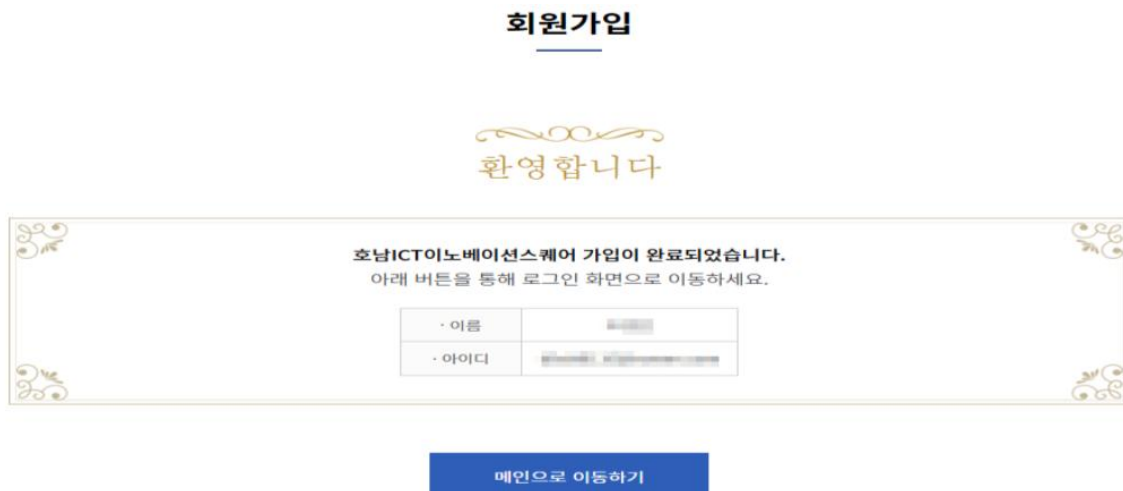 회원가입
환영합니다
호남ICT이노베이션스퀘어 가입이 완료되었습니다.
아래 버튼을 통해 로그인 화면으로 이동하세요.
· 이름
· 아이디
메인으로 이동하기